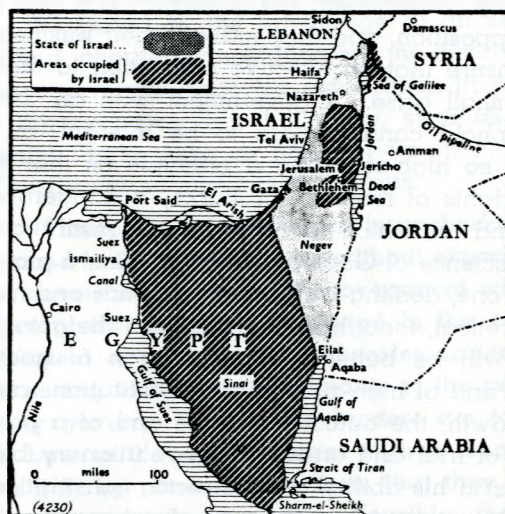 Sidon
Damascus
LEBANON
SYRIA
State of Israel
Areas occupied
by Israel
Haifa
Sea of Galilee
Nazareth
ISRAEL
Mediterranean Sea
Tel Aviv
Jordan
Oil pipeline
Amman
Jerusalem
Jericho
Gaza
Bethlehem
Dead
Sea
Port Said
El Arish
JORDAN
Suez
Ismailiya
Canal
Neger
Cairo
Suez
EGYPT
Sinai
Eilat
Aqaba
Gulf of Suez
Gulf of
Aqaba
Nile
SAUDI ARABIA
0 miles 100
Strait of Tiran
(4230)
Sharm-el-Sheikh